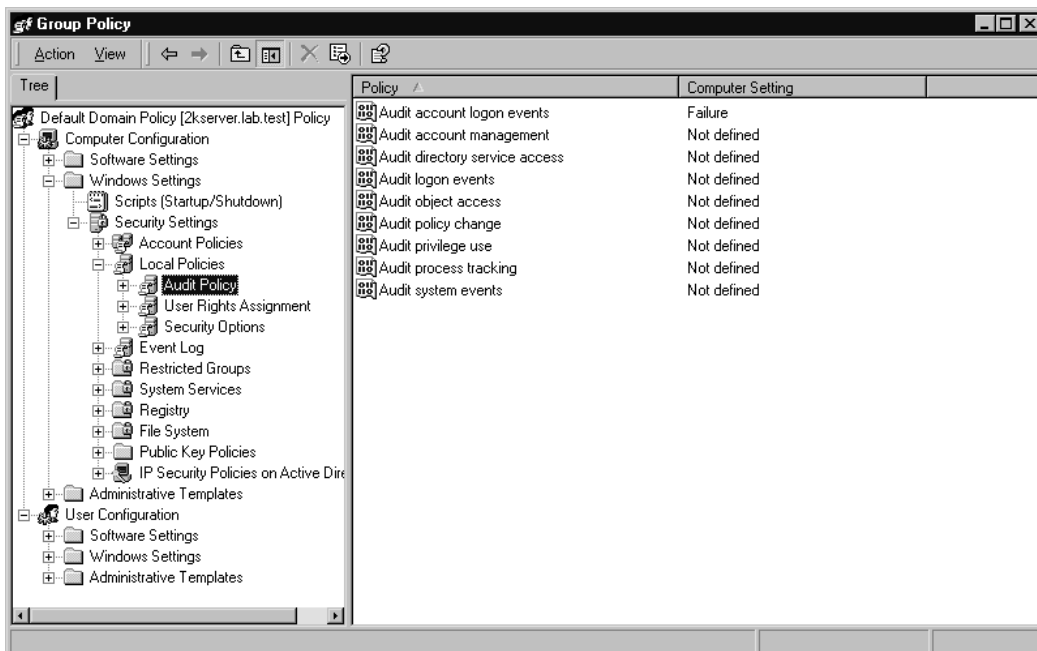 Group Policy
Action View
Tree
Policy Computer Setting
Default Domain Policy [2kserver.lab.test] Policy
Computer Configuration
Software Settings
Windows Settings
Scripts (Startup/Shutdown)
Security Settings
Account Policies
Local Policies
Audit Policy
User Rights Assignment
Security Options
Event Log
Restricted Groups
System Services
Registry
File System
Public Key Policies
IP Security Policies on Active Dire
Administrative Templates
User Configuration
Software Settings
Windows Settings
Administrative Templates
Audit account logon events Failure
Audit account management Not defined
Audit directory service access Not defined
Audit logon events Not defined
Audit object access Not defined
Audit policy change Not defined
Audit privilege use Not defined
Audit process tracking Not defined
Audit system events Not defined